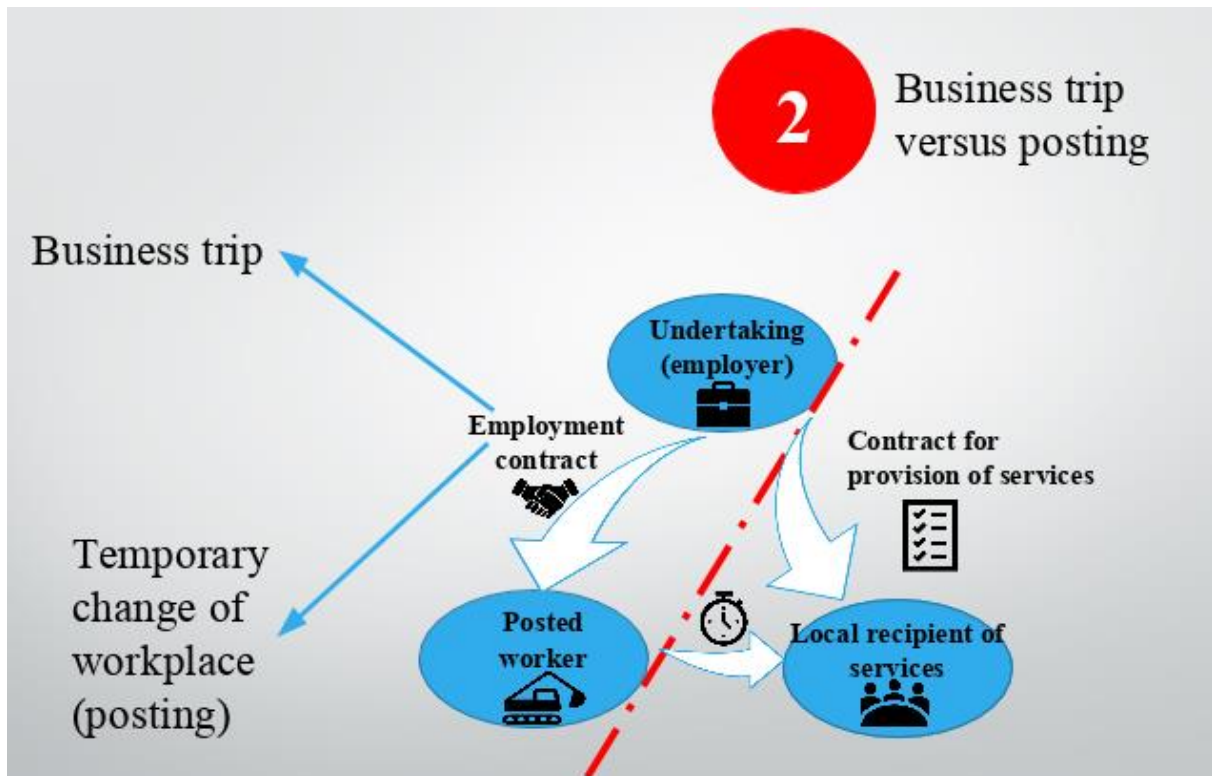 2
Business trip
versus posting
Business trip
Undertaking
(employer)
Employment
contract
Contract for
provision of services
Temporary
change of
workplace
(posting)
Posted
worker
Local recipient of
services